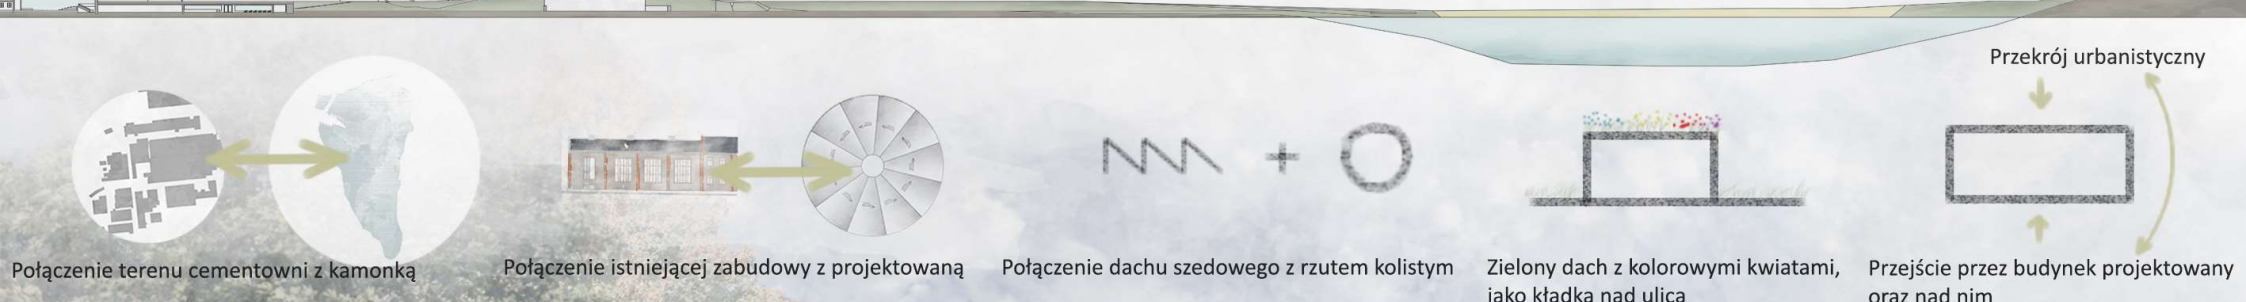 Przekrój urbanistyczny
Połączenie terenu cementowni z kamonką
Połączenie istniejącej zabudowy z projektowaną
Połączenie dachu szedowego z rzutem kolistym
Zielony dach z kolorowymi kwiatami,
jako kładka nad ulicą
Przejście przez budynek projektowany
oraz nad nim